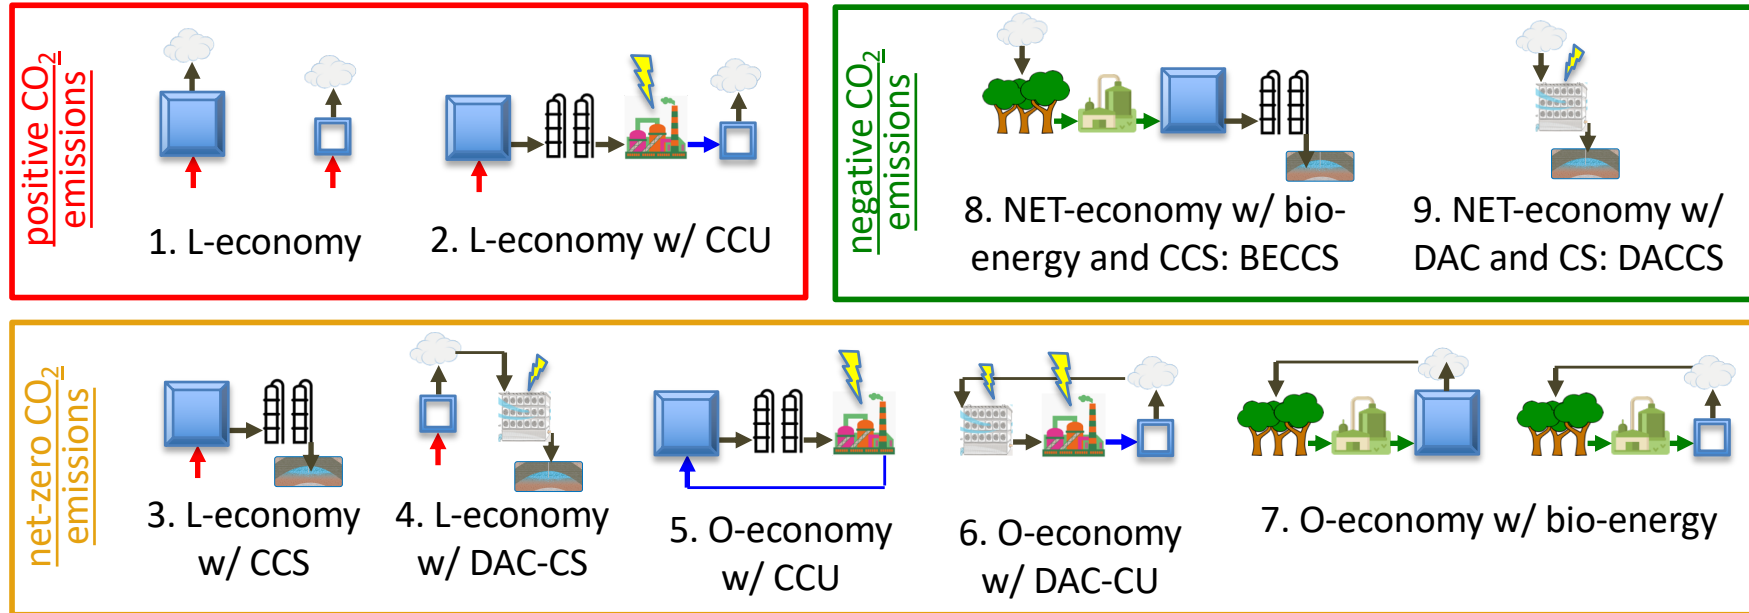 positive CO2
emissions
1. L-economy
2. L-economy w/ CCU
negative CO2
emissions
8. NET-economy w/ bio-
energy and CCS: BECCS
9. NET-economy w/
DAC and CS: DACCS
net-zero CO2
emissions
3. L-economy
w/ CCS
4. L-economy
w/ DAC-CS
5. O-economy
w/ CCU
6. O-economy
w/ DAC-CU
7. O-economy w/ bio-energy